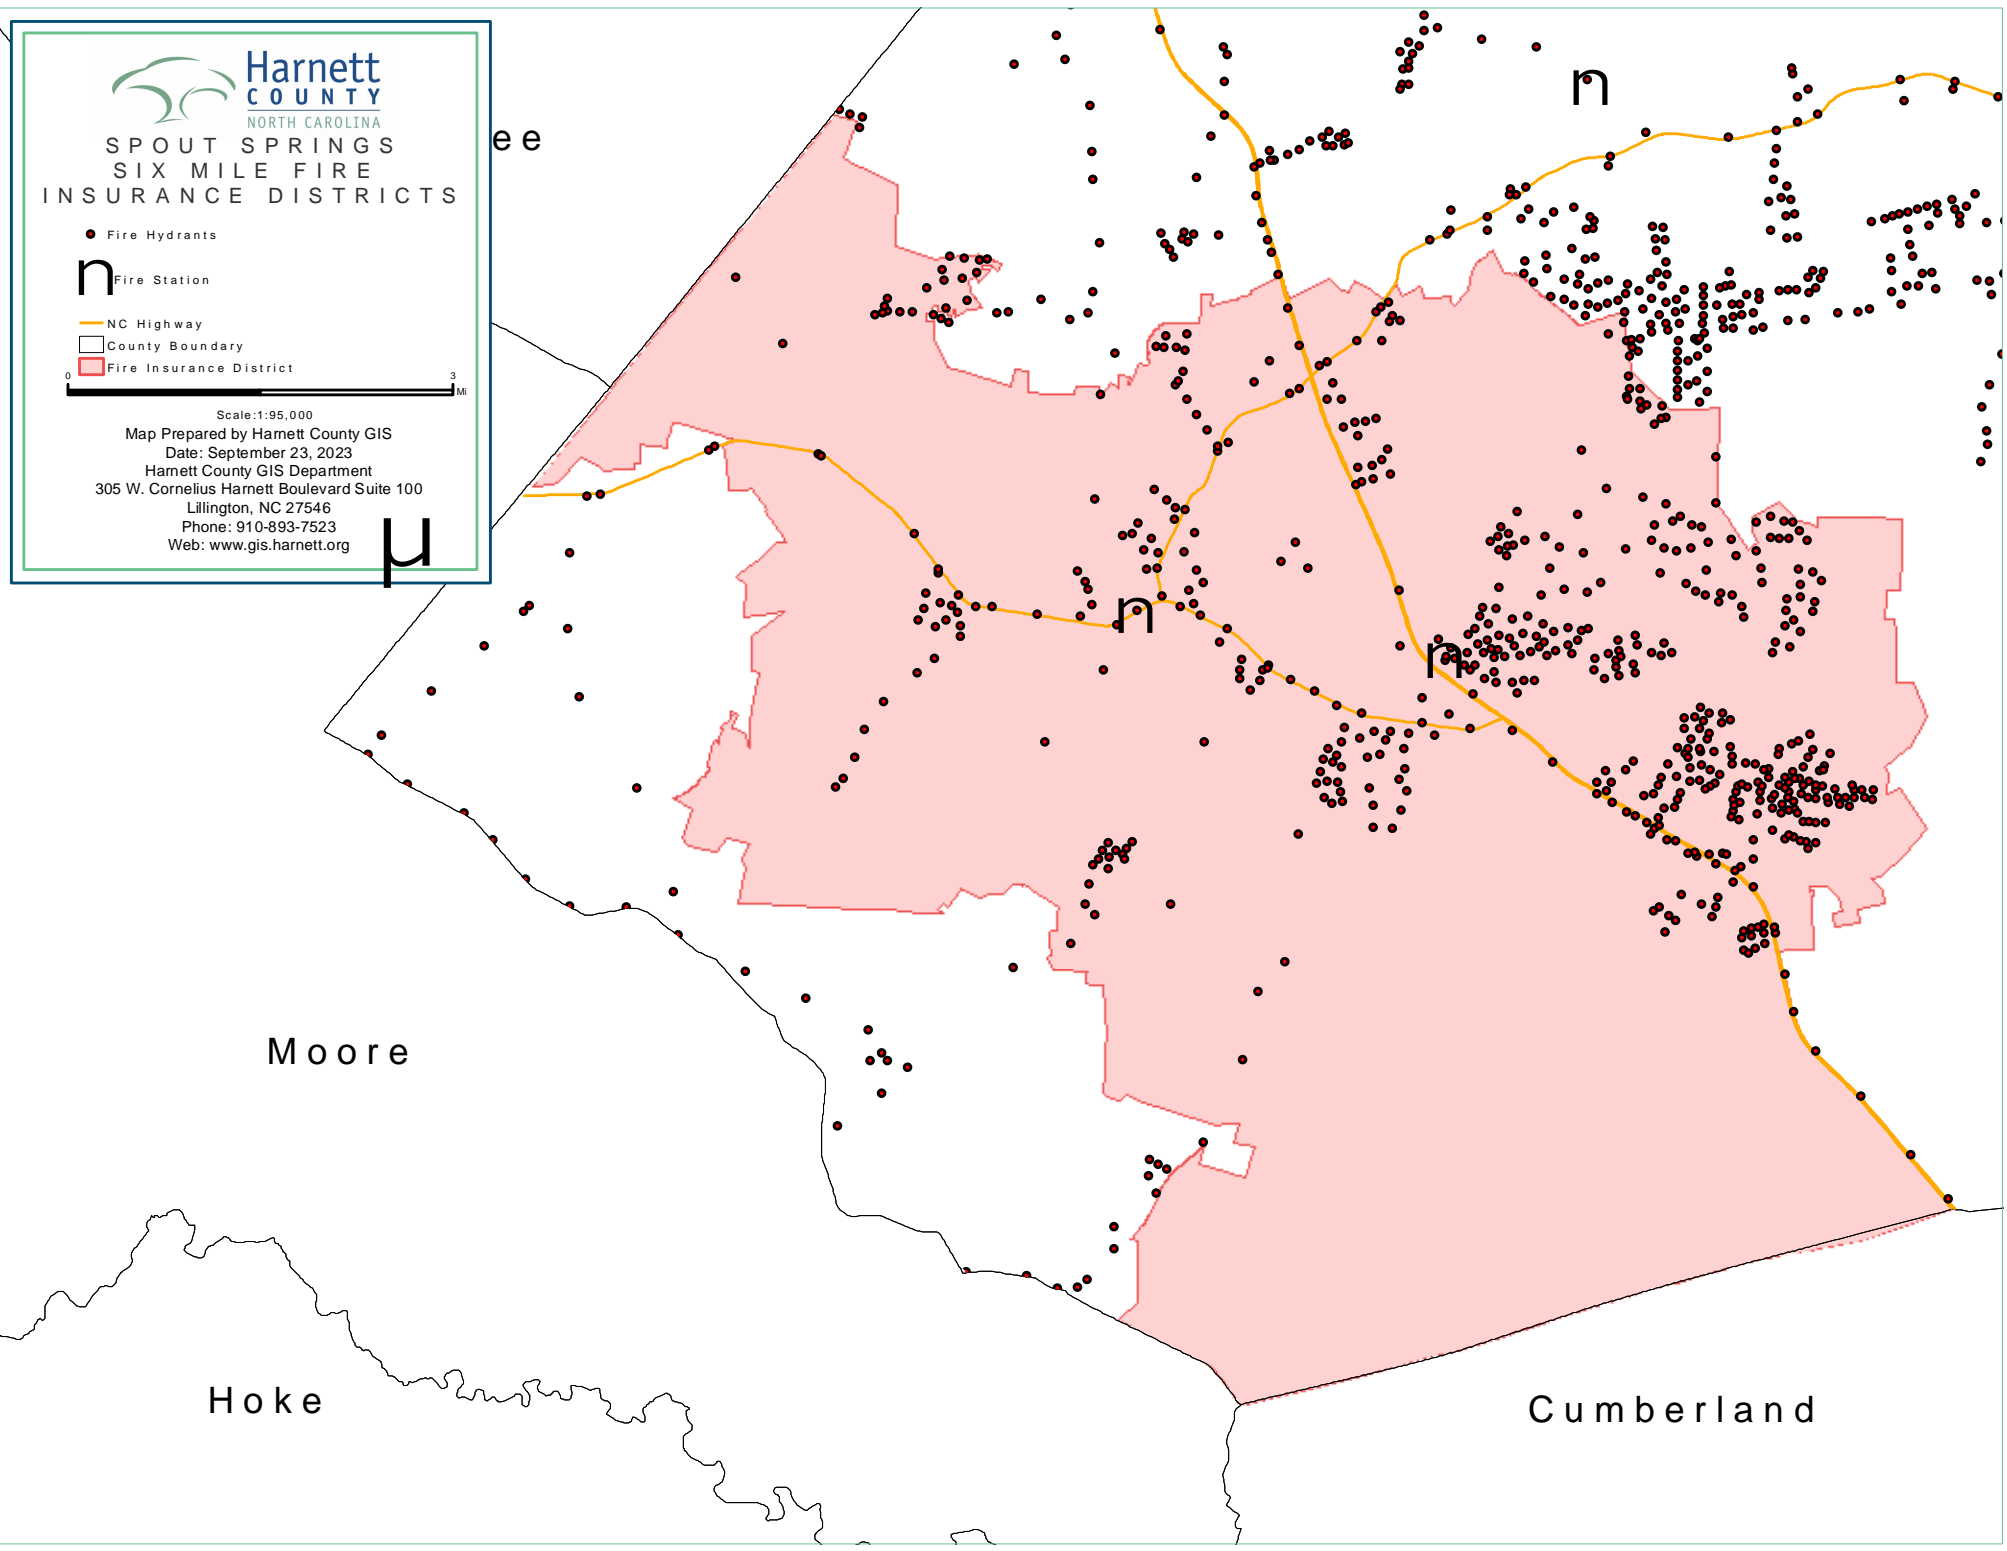 Harnett
COUNTY
NORTH CAROLINA
SPOUT SPRINGS
SIX MILE FIRE
INSURANCE DISTRICTS
Fire Hydrants
n Fire Station
NC Highway
County Boundary
Fire Insurance District
0 3
Mi
Scale:1:95,000
Map Prepared by Harnett County GIS
Date: September 23, 2023
Harnett County GIS Department
305 W. Cornelius Harnett Boulevard Suite 100
Lillington, NC 27546
Phone: 910-893-7523
Web: www.gis.harnett.org
µ
ee
n
n
n
Moore
Hoke
Cumberland